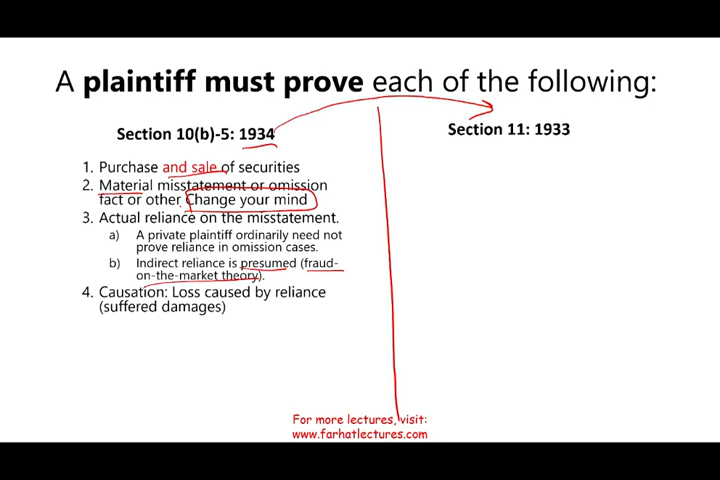 A plaintiff must prove each of the following:
Section 10(b)-5: 1934
1. Purchase and sale of securities
2. Material misstatement or omission
fact or other. Change your mind
3. Actual reliance on the misstatement.
a) A private plaintiff ordinarily need not
prove reliance in omission cases.
b) Indirect reliance is presumed (fraud-
on-the-market theory).
4. Causation: Loss caused by reliance
(suffered damages)
Section 11: 1933
For more lectures, visit:
www.farhatlectures.com